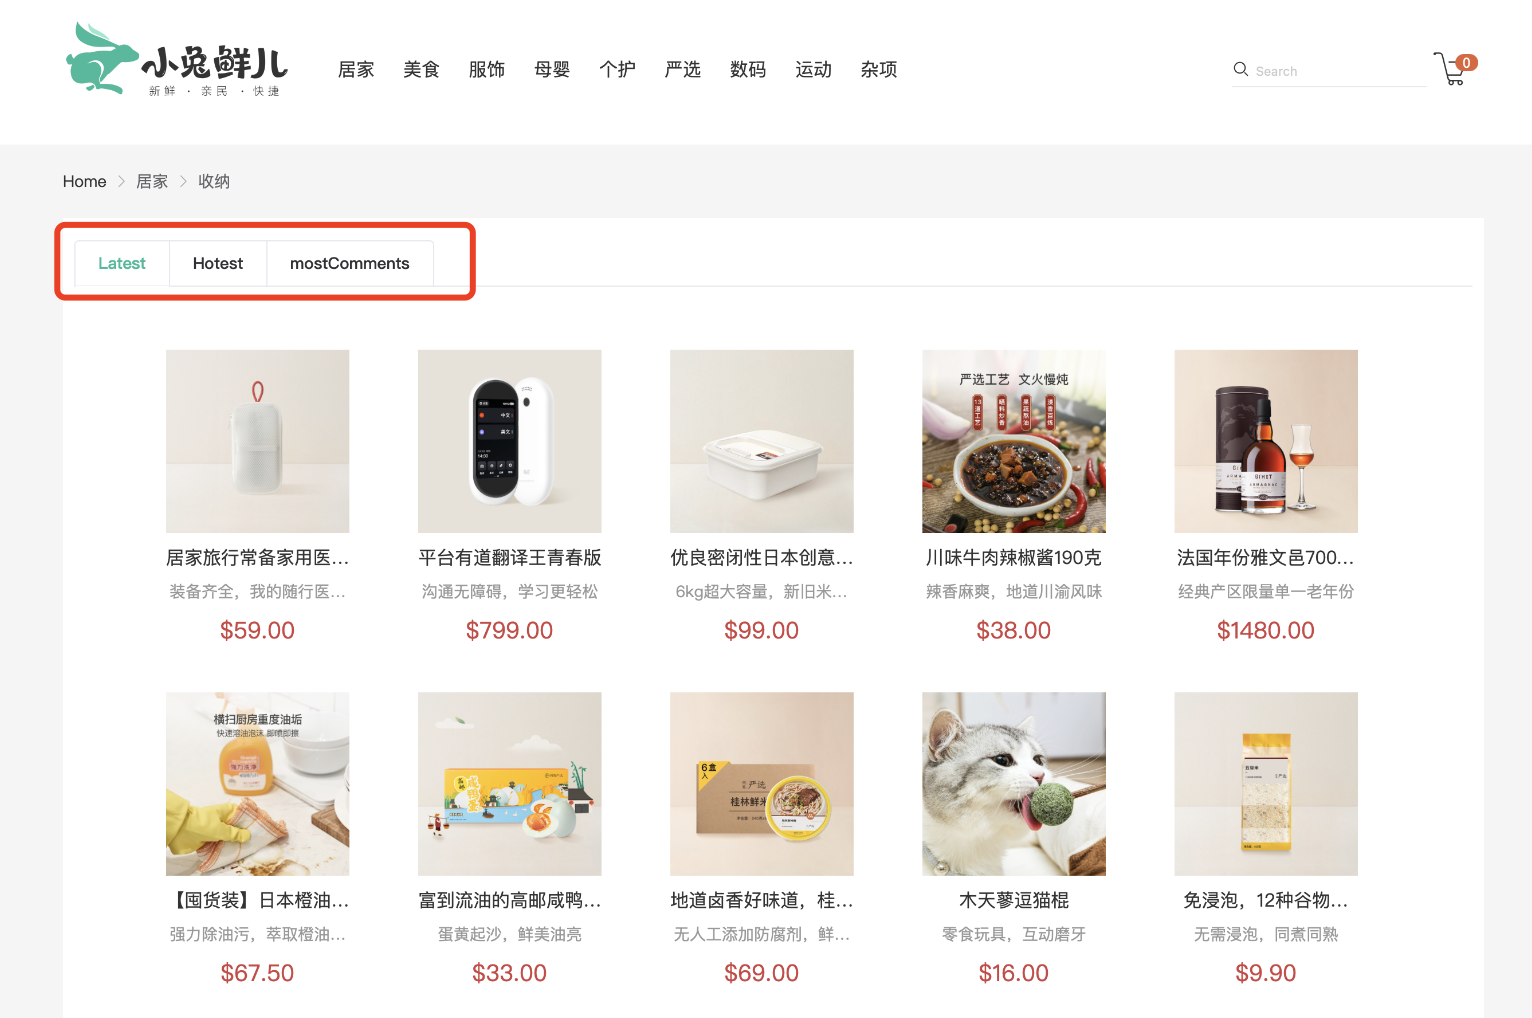 小兔鲜儿
新鲜 · 亲民 · 快捷
居家 美食 服饰 母婴 个护 严选 数码 运动 杂项
Search
0
Home > 居家 > 收纳
Latest Hotest mostComments
严选工艺 文火慢炖
居家旅行常备家用医... 平台有道翻译王青春版 优良密闭性日本创意... 川味牛肉辣椒酱190克 法国年份雅文邑700...
装备齐全，我的随行医... 沟通无障碍，学习更轻松 6kg超大容量，新旧米... 辣香麻爽，地道川渝风味 经典产区限量单一老年份
$59.00 $799.00 $99.00 $38.00 $1480.00
横扫厨房重度油垢
快速溶油泡沫 即喷即擦
6盒入
严选
桂林鲜米
【囤货装】日本橙油... 富到流油的高邮咸鸭... 地道卤香好味道，桂... 木天蓼逗猫棍 免浸泡，12种谷物...
强力除油污，萃取橙油... 蛋黄起沙，鲜美油亮 无人工添加防腐剂，鲜... 零食玩具，互动磨牙 无需浸泡，同煮同熟
$67.50 $33.00 $69.00 $16.00 $9.90